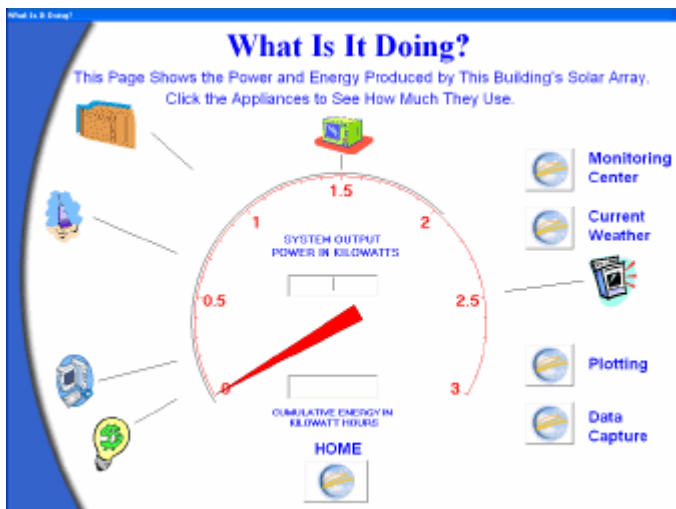 What Is It Doing?
What Is It Doing?
This Page Shows the Power and Energy Produced by This Building's Solar Array.
Click the Appliances to See How Much They Use.
Monitoring
Center
1.5
1
2
Current
Weather
SYSTEM OUTPUT
POWER IN KILOWATTS
0.5
2.5
Plotting
0
3
CUMULATIVE ENERGY IN
KILOWATT HOURS
Data
Capture
HOME
$